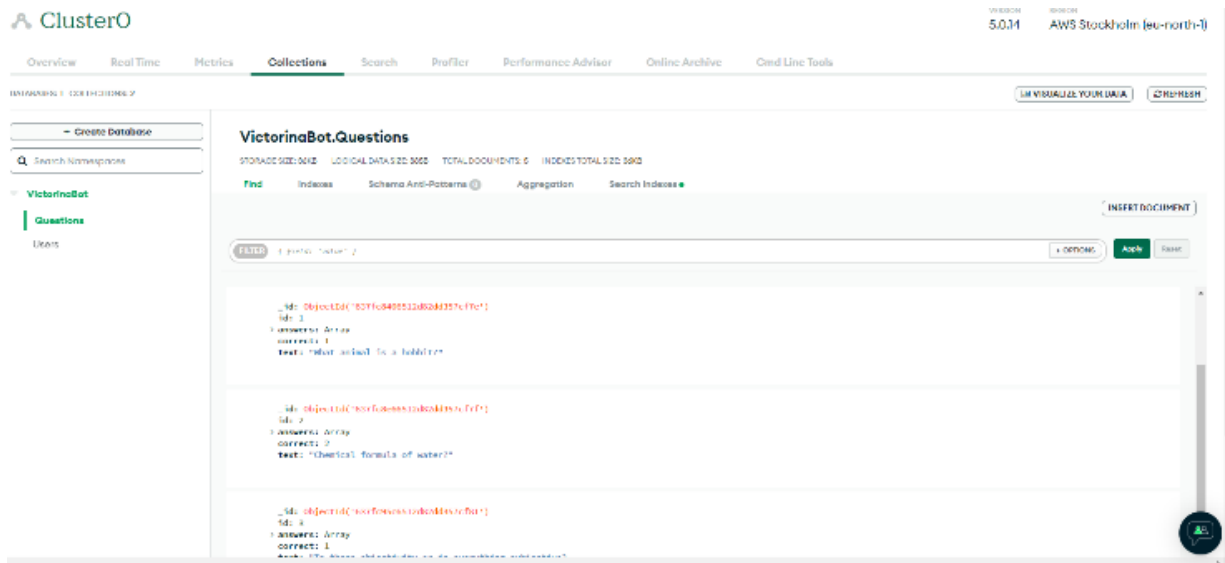 Cluster0
VERSION
REGION
5.0.14
AWS Stockholm (eu-north-1)
Overview
Real Time
Metrics
Collections
Search
Profiler
Performance Advisor
Online Archive
Cmd Line Tools
COLLECTIONS: 2
VISUALIZE YOUR DATA
REFRESH
Create Database
Search Namespaces
VictorinaBot
Questions
Users
VictorinaBot.Questions
STORAGE SIZE: 36KB LOGICAL DATA SIZE: TOTAL DOCUMENTS: INDEXES TOTAL SIZE: 36KB
Find
Indexes
Schema Anti-Patterns
Aggregation
Search Indexes
INSERT DOCUMENT
FILTER
OPTIONS
Apply
Reset
_id: ObjectId(
id: 1
answers: Array
correct: 1
text: "What animal is a hobbit?"
_id: ObjectId(
id: 2
answers: Array
correct: 2
text: "Chemical formula of water?"
_id: ObjectId(
id: 3
answers: Array
correct: 1